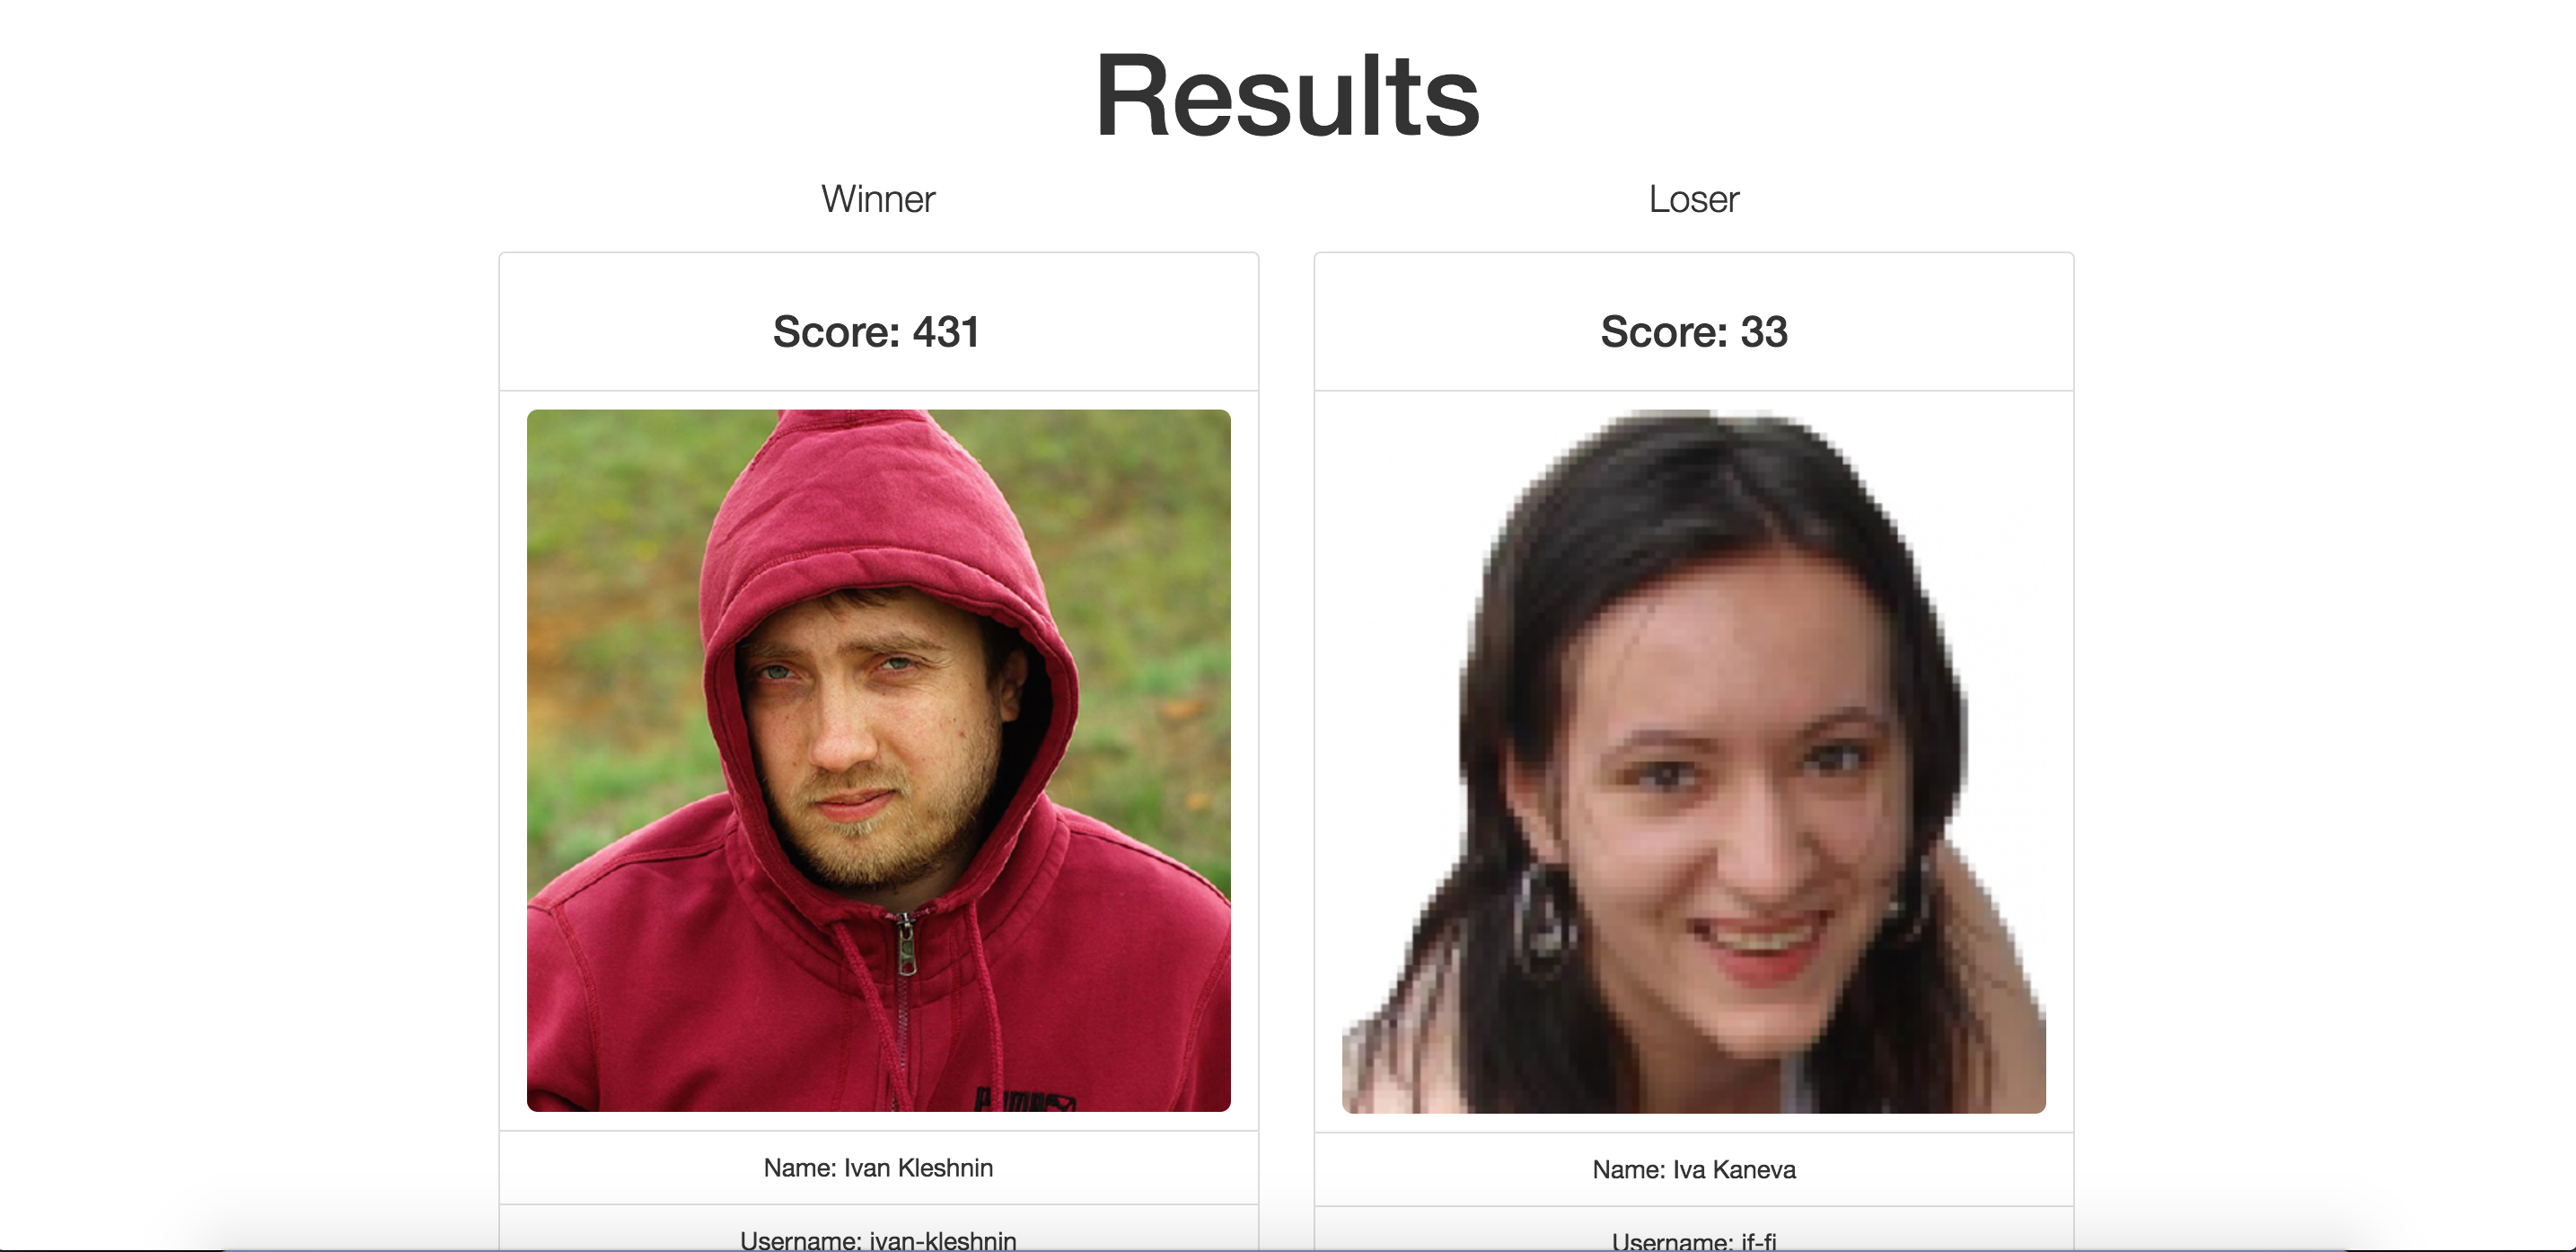 Results
Winner
Loser
Score: 431
Score: 33
Name: Ivan Kleshnin
Name: Iva Kaneva
Username: ivan-kleshnin
Username: if-fi